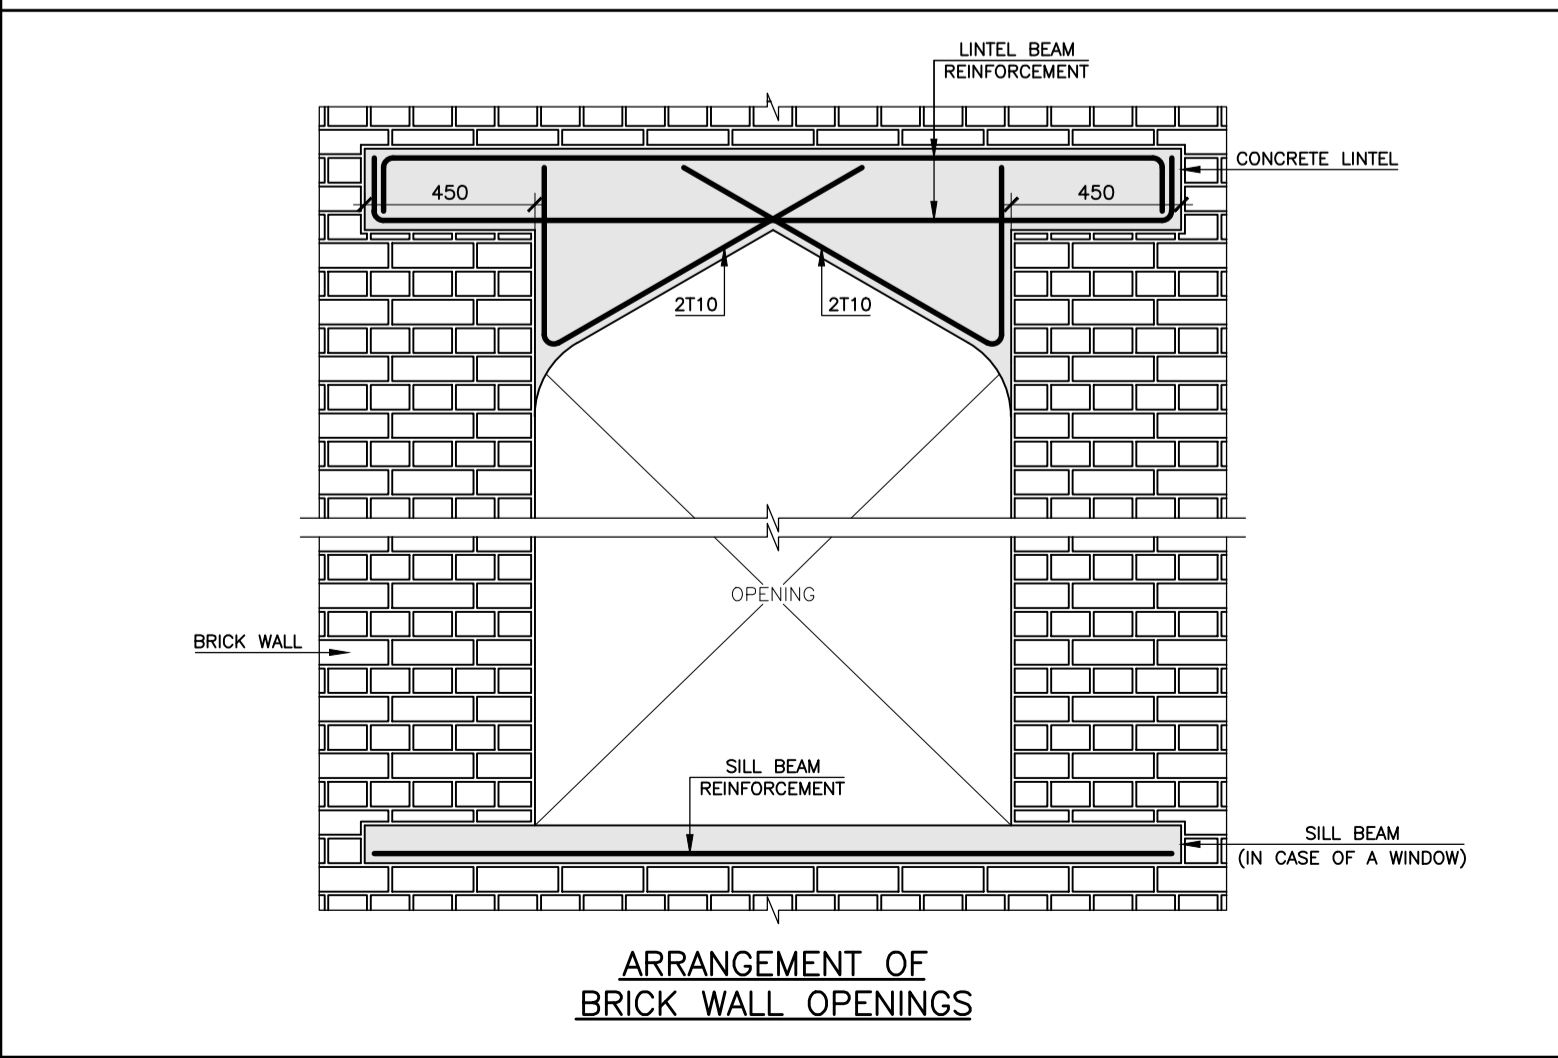 LINTEL BEAM
REINFORCEMENT
CONCRETE LINTEL
450
450
2T10
2T10
OPENING
BRICK WALL
SILL BEAM
REINFORCEMENT
SILL BEAM
(IN CASE OF A WINDOW)
ARRANGEMENT OF
BRICK WALL OPENINGS